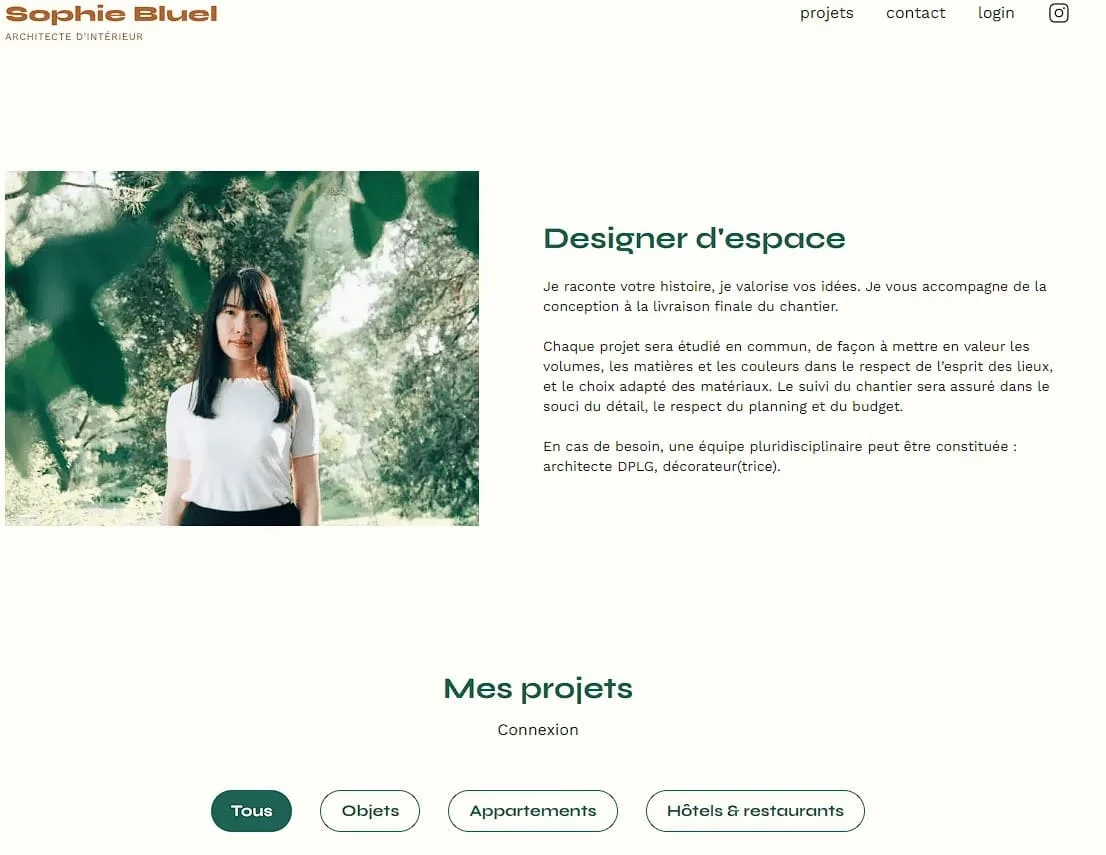 Sophie Bluel
ARCHITECTE D'INTÉRIEUR
projets contact login
Designer d'espace
Je raconte votre histoire, je valorise vos idées. Je vous accompagne de la
conception à la livraison finale du chantier.
Chaque projet sera étudié en commun, de façon à mettre en valeur les
volumes, les matières et les couleurs dans le respect de l'esprit des lieux,
et le choix adapté des matériaux. Le suivi du chantier sera assuré dans le
souci du détail, le respect du planning et du budget.
En cas de besoin, une équipe pluridisciplinaire peut être constituée :
architecte DPLG, décorateur(trice).
Mes projets
Connexion
Tous Objets Appartements Hôtels & restaurants